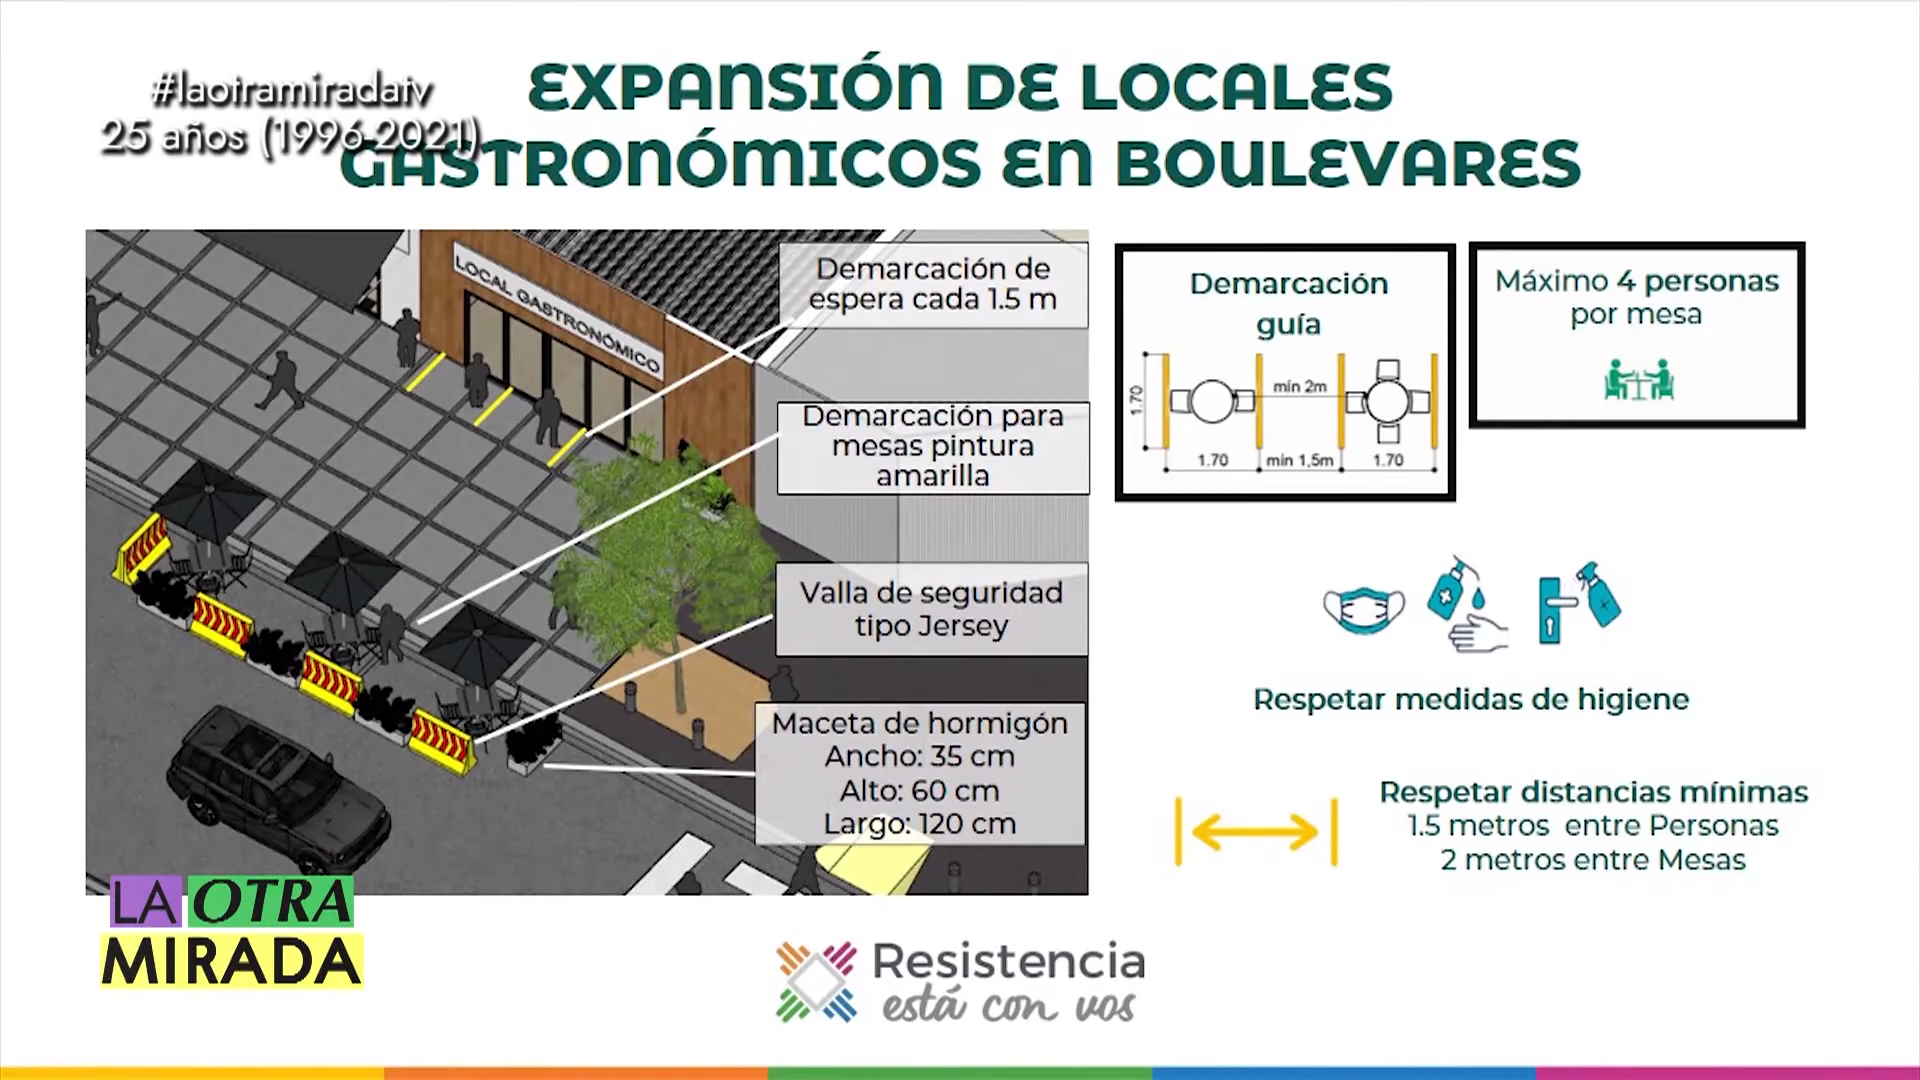 #laotramiradatv
25 años (1996-2021)
EXPANSIÓN DE LOCALES
GASTRONÓMICOS EN BOULEVARES
LOCAL GASTRONÓMICO
Demarcación de
espera cada 1.5 m
Demarcación para
mesas pintura
amarilla
Valla de seguridad
tipo Jersey
Maceta de hormigón
Ancho: 35 cm
Alto: 60 cm
Largo: 120 cm
Demarcación
guía
1.70
mín 2m
1.70
mín 1,5m
1.70
Máximo 4 personas
por mesa
Respetar medidas de higiene
Respetar distancias mínimas
1.5 metros entre Personas
2 metros entre Mesas
LA OTRA
MIRADA
Resistencia
está con vos